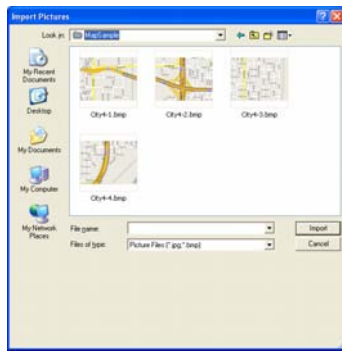 Import Pictures
Look in:
MapSample
My Recent
Documents
Desktop
My Documents
My Computer
My Network
Places
City4-1.bmp
City4-2.bmp
City4-3.bmp
City4-4.bmp
File name:
Import
Files of type:
Picture Files (*.jpg,*.bmp)
Cancel